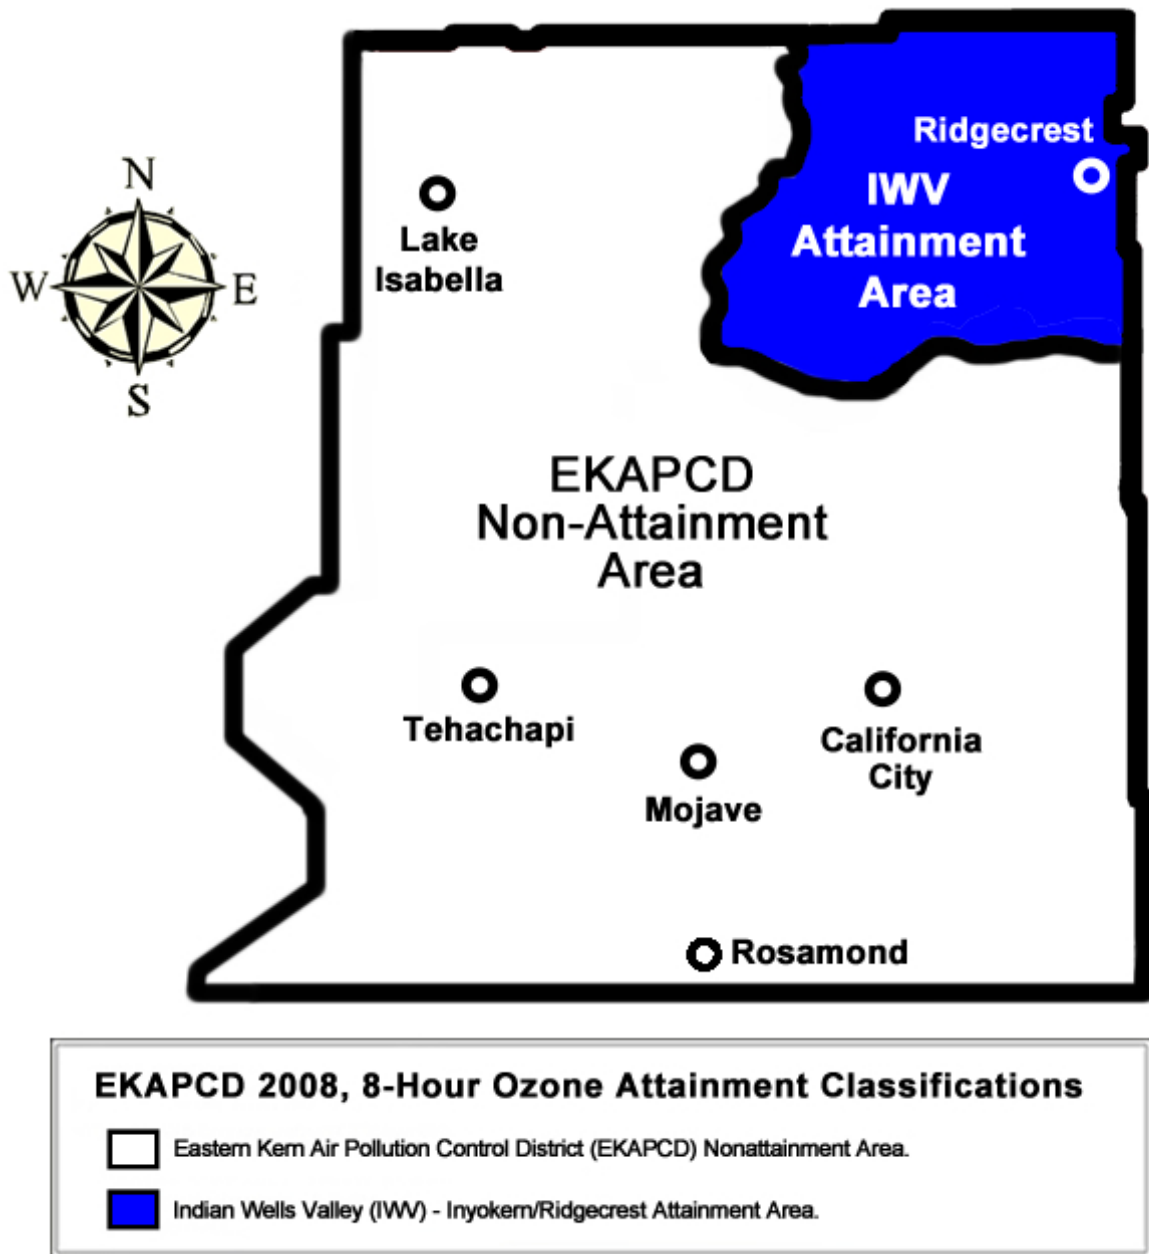 Ridgecrest
IWV
Attainment
Area
N
W
E
S
Lake
Isabella
EKAPCD
Non-Attainment
Area
Tehachapi
California
City
Mojave
Rosamond
EKAPCD 2008, 8-Hour Ozone Attainment Classifications
Eastern Kern Air Pollution Control District (EKAPCD) Nonattainment Area.
Indian Wells Valley (IWV) - Inyokern/Ridgecrest Attainment Area.